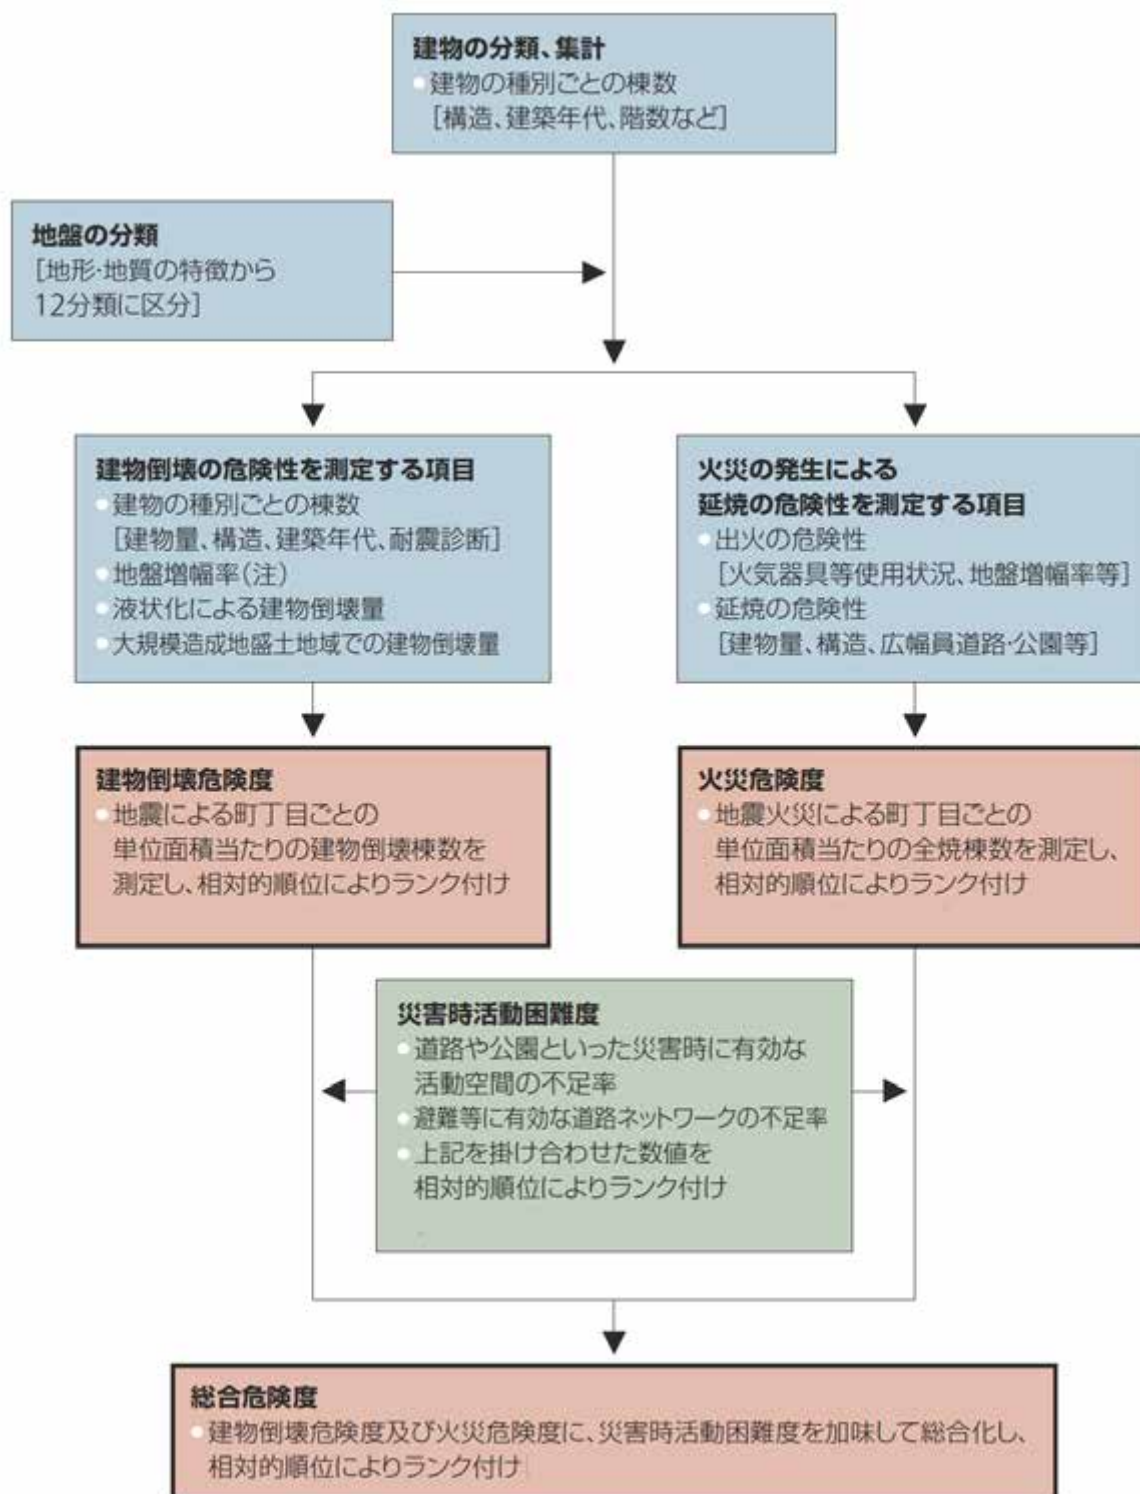 建物の分類、集計
●建物の種別ごとの棟数
[構造、建築年代、階数など]
地盤の分類
[地形・地質の特徴から
12分類に区分]
建物倒壊の危険性を測定する項目
●建物の種別ごとの棟数
[建物量、構造、建築年代、耐震診断]
●地盤増幅率(注)
●液状化による建物倒壊量
●大規模造成地盛土地域での建物倒壊量
火災の発生による
延焼の危険性を測定する項目
●出火の危険性
[火気器具等使用状況、地盤増幅率等]
●延焼の危険性
[建物量、構造、広幅員道路・公園等]
建物倒壊危険度
●地震による町丁目ごとの
単位面積当たりの建物倒壊棟数を
測定し、相対的順位によりランク付け
火災危険度
●地震火災による町丁目ごとの
単位面積当たりの全焼棟数を測定し、
相対的順位によりランク付け
災害時活動困難度
●道路や公園といった災害時に有効な
活動空間の不足率
●避難等に有効な道路ネットワークの不足率
●上記を掛け合わせた数値を
相対的順位によりランク付け
総合危険度
●建物倒壊危険度及び火災危険度に、災害時活動困難度を加味して総合化し、
相対的順位によりランク付け